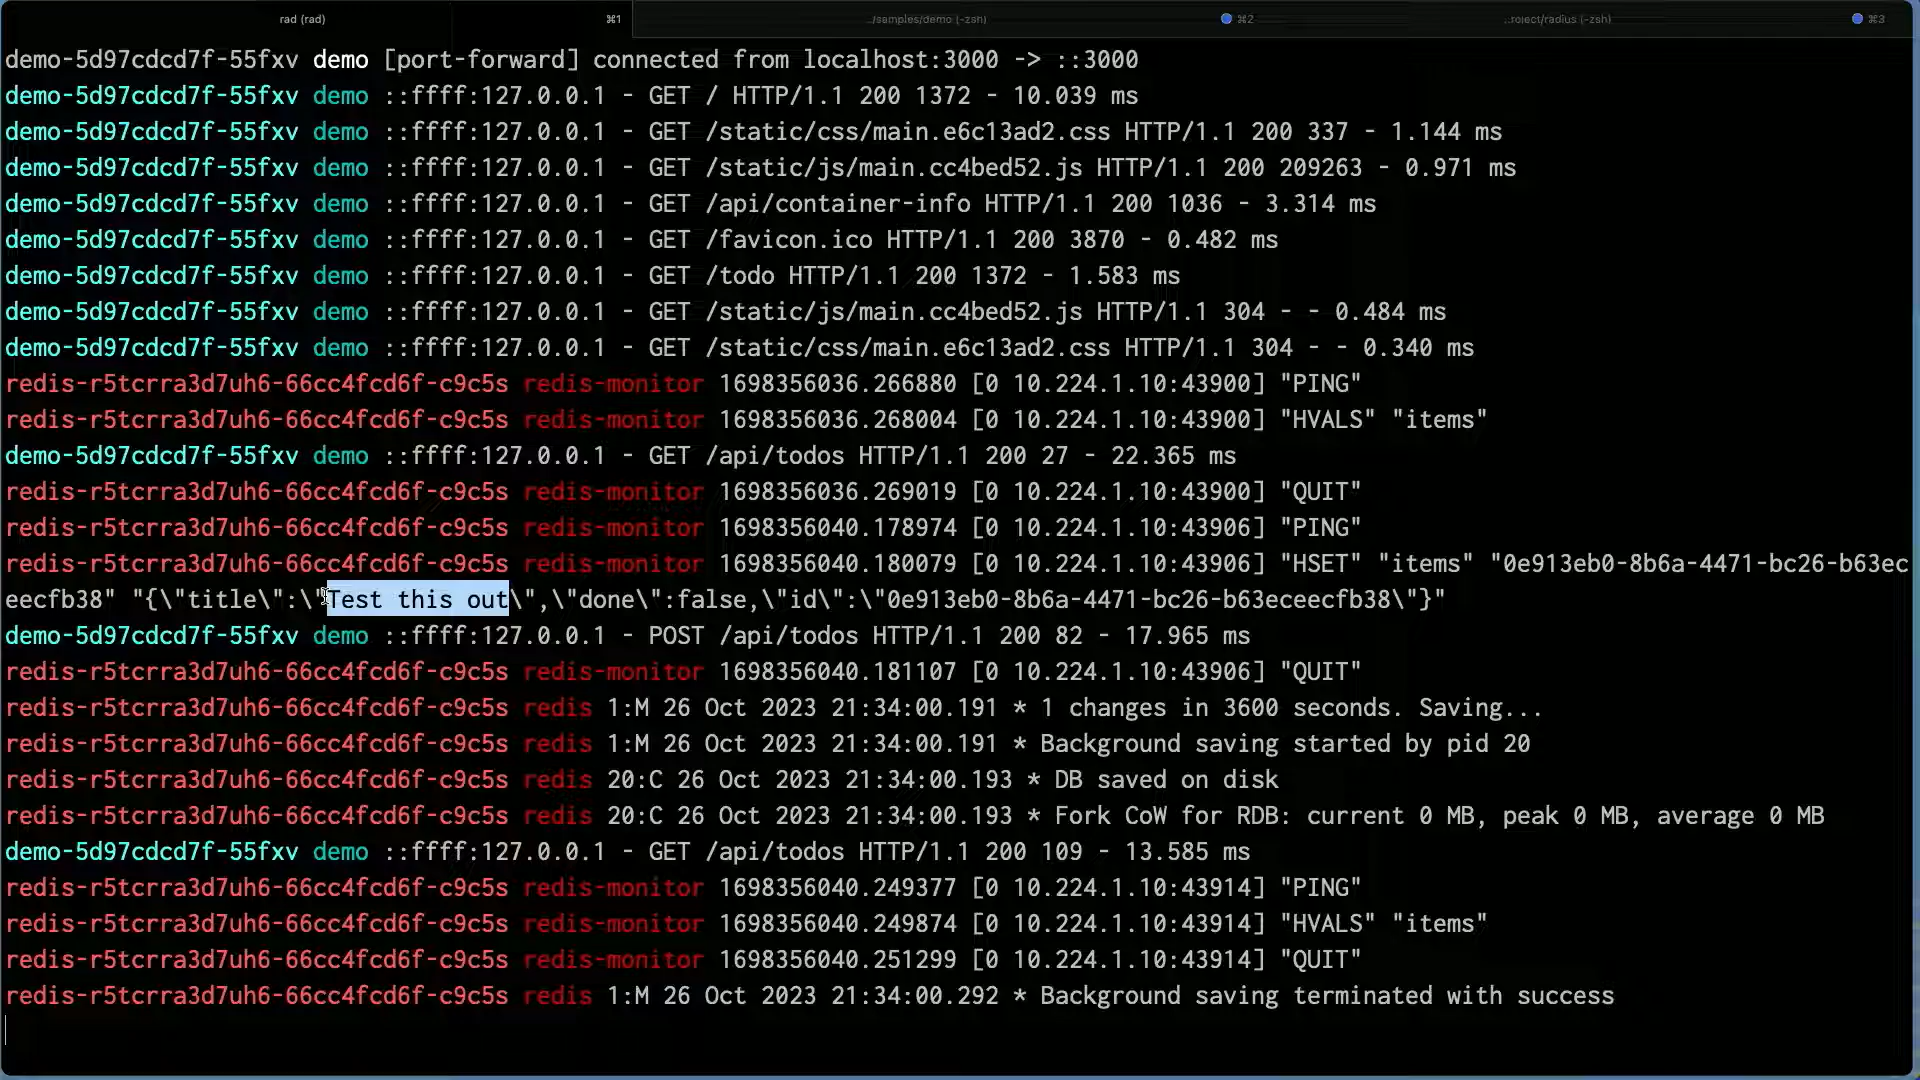 rad (rad) ⌘1 .../samples/demo (-zsh) ⌘2 ...roject/radius (-zsh) ⌘3
demo-5d97cdcd7f-55fxv demo [port-forward] connected from localhost:3000 -> ::3000
demo-5d97cdcd7f-55fxv demo ::ffff:127.0.0.1 - GET / HTTP/1.1 200 1372 - 10.039 ms
demo-5d97cdcd7f-55fxv demo ::ffff:127.0.0.1 - GET /static/css/main.e6c13ad2.css HTTP/1.1 200 337 - 1.144 ms
demo-5d97cdcd7f-55fxv demo ::ffff:127.0.0.1 - GET /static/js/main.cc4bed52.js HTTP/1.1 200 209263 - 0.971 ms
demo-5d97cdcd7f-55fxv demo ::ffff:127.0.0.1 - GET /api/container-info HTTP/1.1 200 1036 - 3.314 ms
demo-5d97cdcd7f-55fxv demo ::ffff:127.0.0.1 - GET /favicon.ico HTTP/1.1 200 3870 - 0.482 ms
demo-5d97cdcd7f-55fxv demo ::ffff:127.0.0.1 - GET /todo HTTP/1.1 200 1372 - 1.583 ms
demo-5d97cdcd7f-55fxv demo ::ffff:127.0.0.1 - GET /static/js/main.cc4bed52.js HTTP/1.1 304 - - 0.484 ms
demo-5d97cdcd7f-55fxv demo ::ffff:127.0.0.1 - GET /static/css/main.e6c13ad2.css HTTP/1.1 304 - - 0.340 ms
redis-r5tcrra3d7uh6-66cc4fcd6f-c9c5s redis-monitor 1698356036.266880 [0 10.224.1.10:43900] "PING"
redis-r5tcrra3d7uh6-66cc4fcd6f-c9c5s redis-monitor 1698356036.268004 [0 10.224.1.10:43900] "HVALS" "items"
demo-5d97cdcd7f-55fxv demo ::ffff:127.0.0.1 - GET /api/todos HTTP/1.1 200 27 - 22.365 ms
redis-r5tcrra3d7uh6-66cc4fcd6f-c9c5s redis-monitor 1698356036.269019 [0 10.224.1.10:43900] "QUIT"
redis-r5tcrra3d7uh6-66cc4fcd6f-c9c5s redis-monitor 1698356040.178974 [0 10.224.1.10:43906] "PING"
redis-r5tcrra3d7uh6-66cc4fcd6f-c9c5s redis-monitor 1698356040.180079 [0 10.224.1.10:43906] "HSET" "items" "0e913eb0-8b6a-4471-bc26-b63ec
eecfb38" "{\"title\":\"Test this out\",\"done\":false,\"id\":\"0e913eb0-8b6a-4471-bc26-b63eceecfb38\"}"
demo-5d97cdcd7f-55fxv demo ::ffff:127.0.0.1 - POST /api/todos HTTP/1.1 200 82 - 17.965 ms
redis-r5tcrra3d7uh6-66cc4fcd6f-c9c5s redis-monitor 1698356040.181107 [0 10.224.1.10:43906] "QUIT"
redis-r5tcrra3d7uh6-66cc4fcd6f-c9c5s redis 1:M 26 Oct 2023 21:34:00.191 * 1 changes in 3600 seconds. Saving...
redis-r5tcrra3d7uh6-66cc4fcd6f-c9c5s redis 1:M 26 Oct 2023 21:34:00.191 * Background saving started by pid 20
redis-r5tcrra3d7uh6-66cc4fcd6f-c9c5s redis 20:C 26 Oct 2023 21:34:00.193 * DB saved on disk
redis-r5tcrra3d7uh6-66cc4fcd6f-c9c5s redis 20:C 26 Oct 2023 21:34:00.193 * Fork CoW for RDB: current 0 MB, peak 0 MB, average 0 MB
demo-5d97cdcd7f-55fxv demo ::ffff:127.0.0.1 - GET /api/todos HTTP/1.1 200 109 - 13.585 ms
redis-r5tcrra3d7uh6-66cc4fcd6f-c9c5s redis-monitor 1698356040.249377 [0 10.224.1.10:43914] "PING"
redis-r5tcrra3d7uh6-66cc4fcd6f-c9c5s redis-monitor 1698356040.249874 [0 10.224.1.10:43914] "HVALS" "items"
redis-r5tcrra3d7uh6-66cc4fcd6f-c9c5s redis-monitor 1698356040.251299 [0 10.224.1.10:43914] "QUIT"
redis-r5tcrra3d7uh6-66cc4fcd6f-c9c5s redis 1:M 26 Oct 2023 21:34:00.292 * Background saving terminated with success